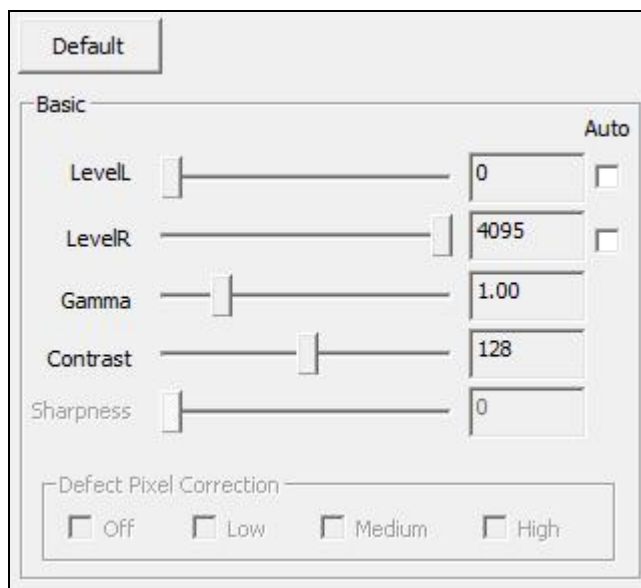 Default
Basic
Auto
LevelL 0
LevelR 4095
Gamma 1.00
Contrast 128
Sharpness 0
Defect Pixel Correction
Off Low Medium High